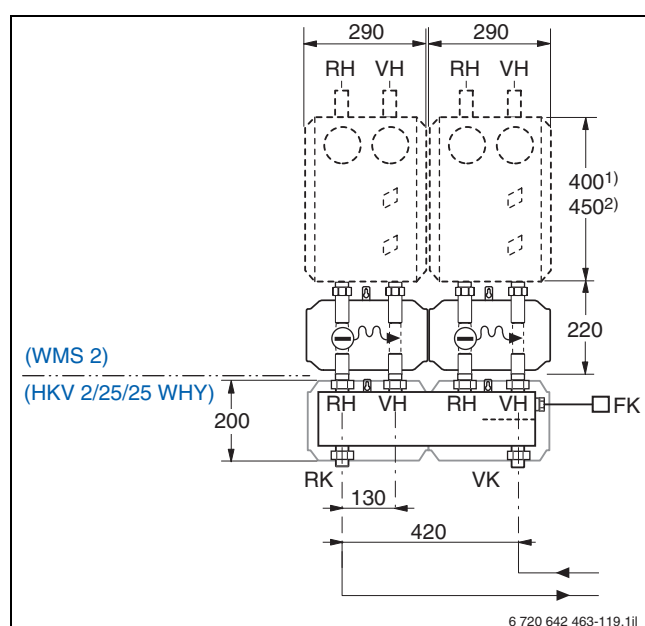 290 290
RH VH RH VH
400¹⁾
450²⁾
220
(WMS 2)
(HKV 2/25/25 WHY)
200
RH VH RH VH
FK
RK VK
130
420
6 720 642 463-119.1il